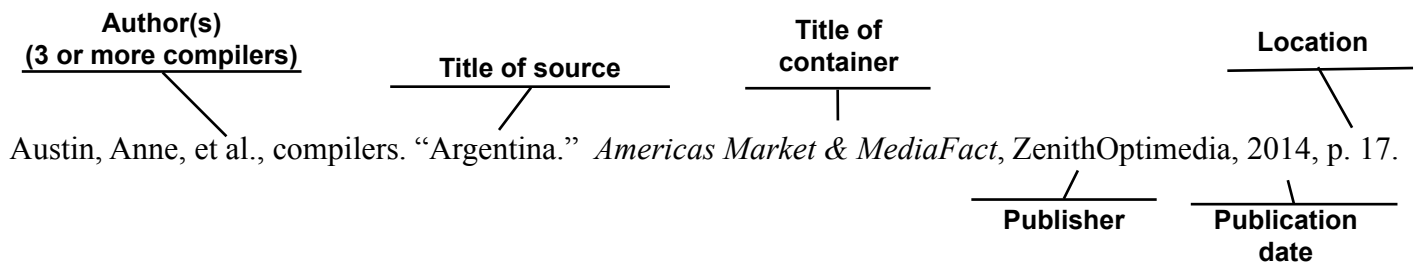 Author(s)
(3 or more compilers)
Title of source
Title of
container
Location
Austin, Anne, et al., compilers. “Argentina.” Americas Market & MediaFact, ZenithOptimedia, 2014, p. 17.
Publisher
Publication
date